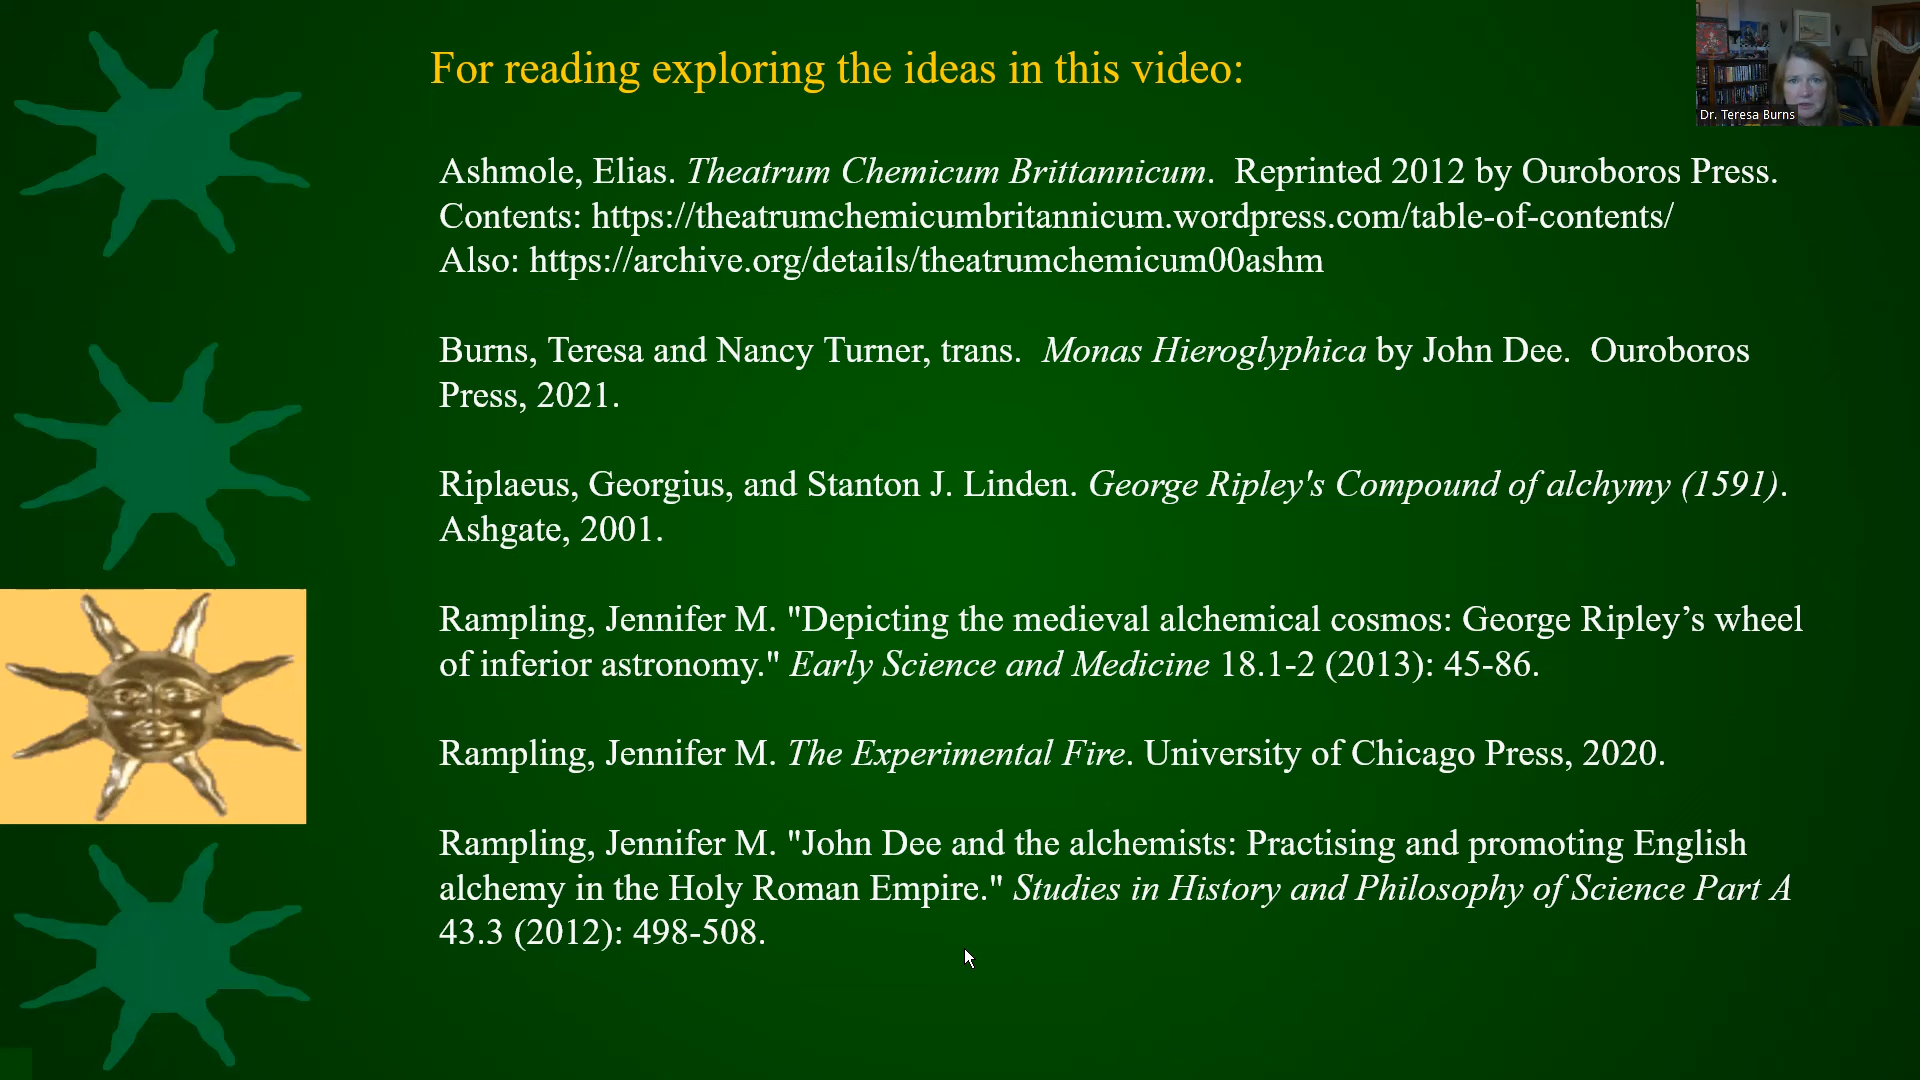 For reading exploring the ideas in this video:
Dr. Teresa Burns
Ashmole, Elias. Theatrum Chemicum Brittannicum.  Reprinted 2012 by Ouroboros Press.
Contents: https://theatrumchemicumbritannicum.wordpress.com/table-of-contents/
Also: https://archive.org/details/theatrumchemicum00ashm
Burns, Teresa and Nancy Turner, trans.  Monas Hieroglyphica by John Dee.  Ouroboros
Press, 2021.
Riplaeus, Georgius, and Stanton J. Linden. George Ripley's Compound of alchymy (1591).
Ashgate, 2001.
Rampling, Jennifer M. "Depicting the medieval alchemical cosmos: George Ripley’s wheel
of inferior astronomy." Early Science and Medicine 18.1-2 (2013): 45-86.
Rampling, Jennifer M. The Experimental Fire. University of Chicago Press, 2020.
Rampling, Jennifer M. "John Dee and the alchemists: Practising and promoting English
alchemy in the Holy Roman Empire." Studies in History and Philosophy of Science Part A
43.3 (2012): 498-508.